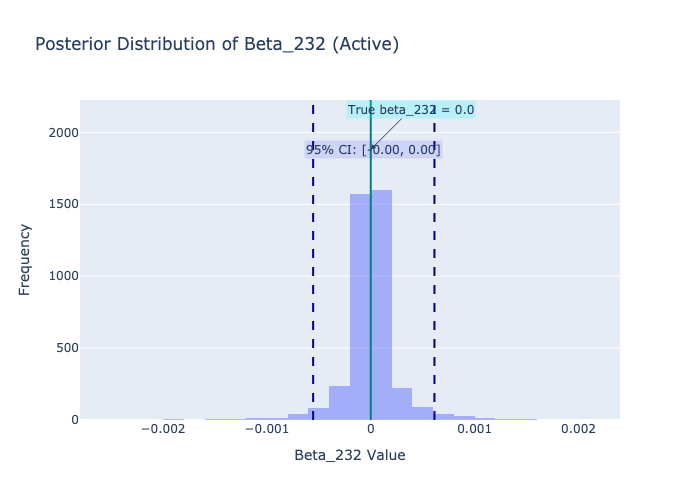 Posterior Distribution of Beta_232 (Active)
True beta_232 = 0.0
95% CI: [-0.00, 0.00]
2000
1500
1000
500
0
Frequency
−0.002
−0.001
0
0.001
0.002
Beta_232 Value